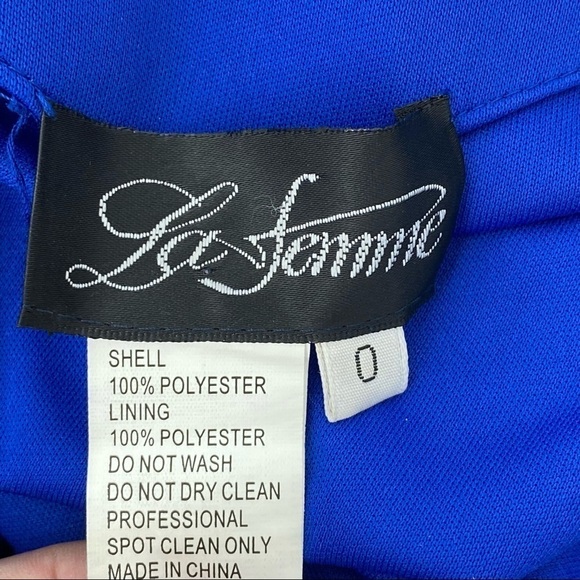 La Femme
0
SHELL
100% POLYESTER
LINING
100% POLYESTER
DO NOT WASH
DO NOT DRY CLEAN
PROFESSIONAL
SPOT CLEAN ONLY
MADE IN CHINA